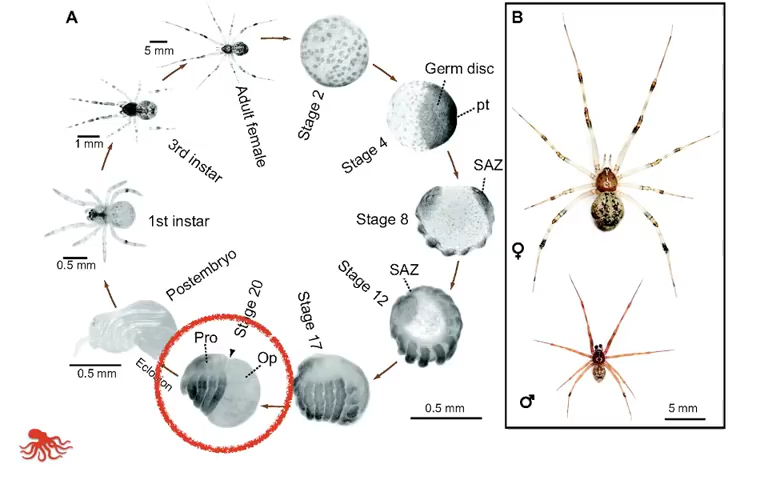 A
5 mm
Adult female
Stage 2
Germ disc
pt
Stage 4
SAZ
Stage 8
SAZ
Stage 12
Stage 17
0.5 mm
Stage 20
Pro
Op
Eclosion
Postembryo
0.5 mm
1st instar
0.5 mm
3rd instar
1 mm
B
♀
♂
5 mm